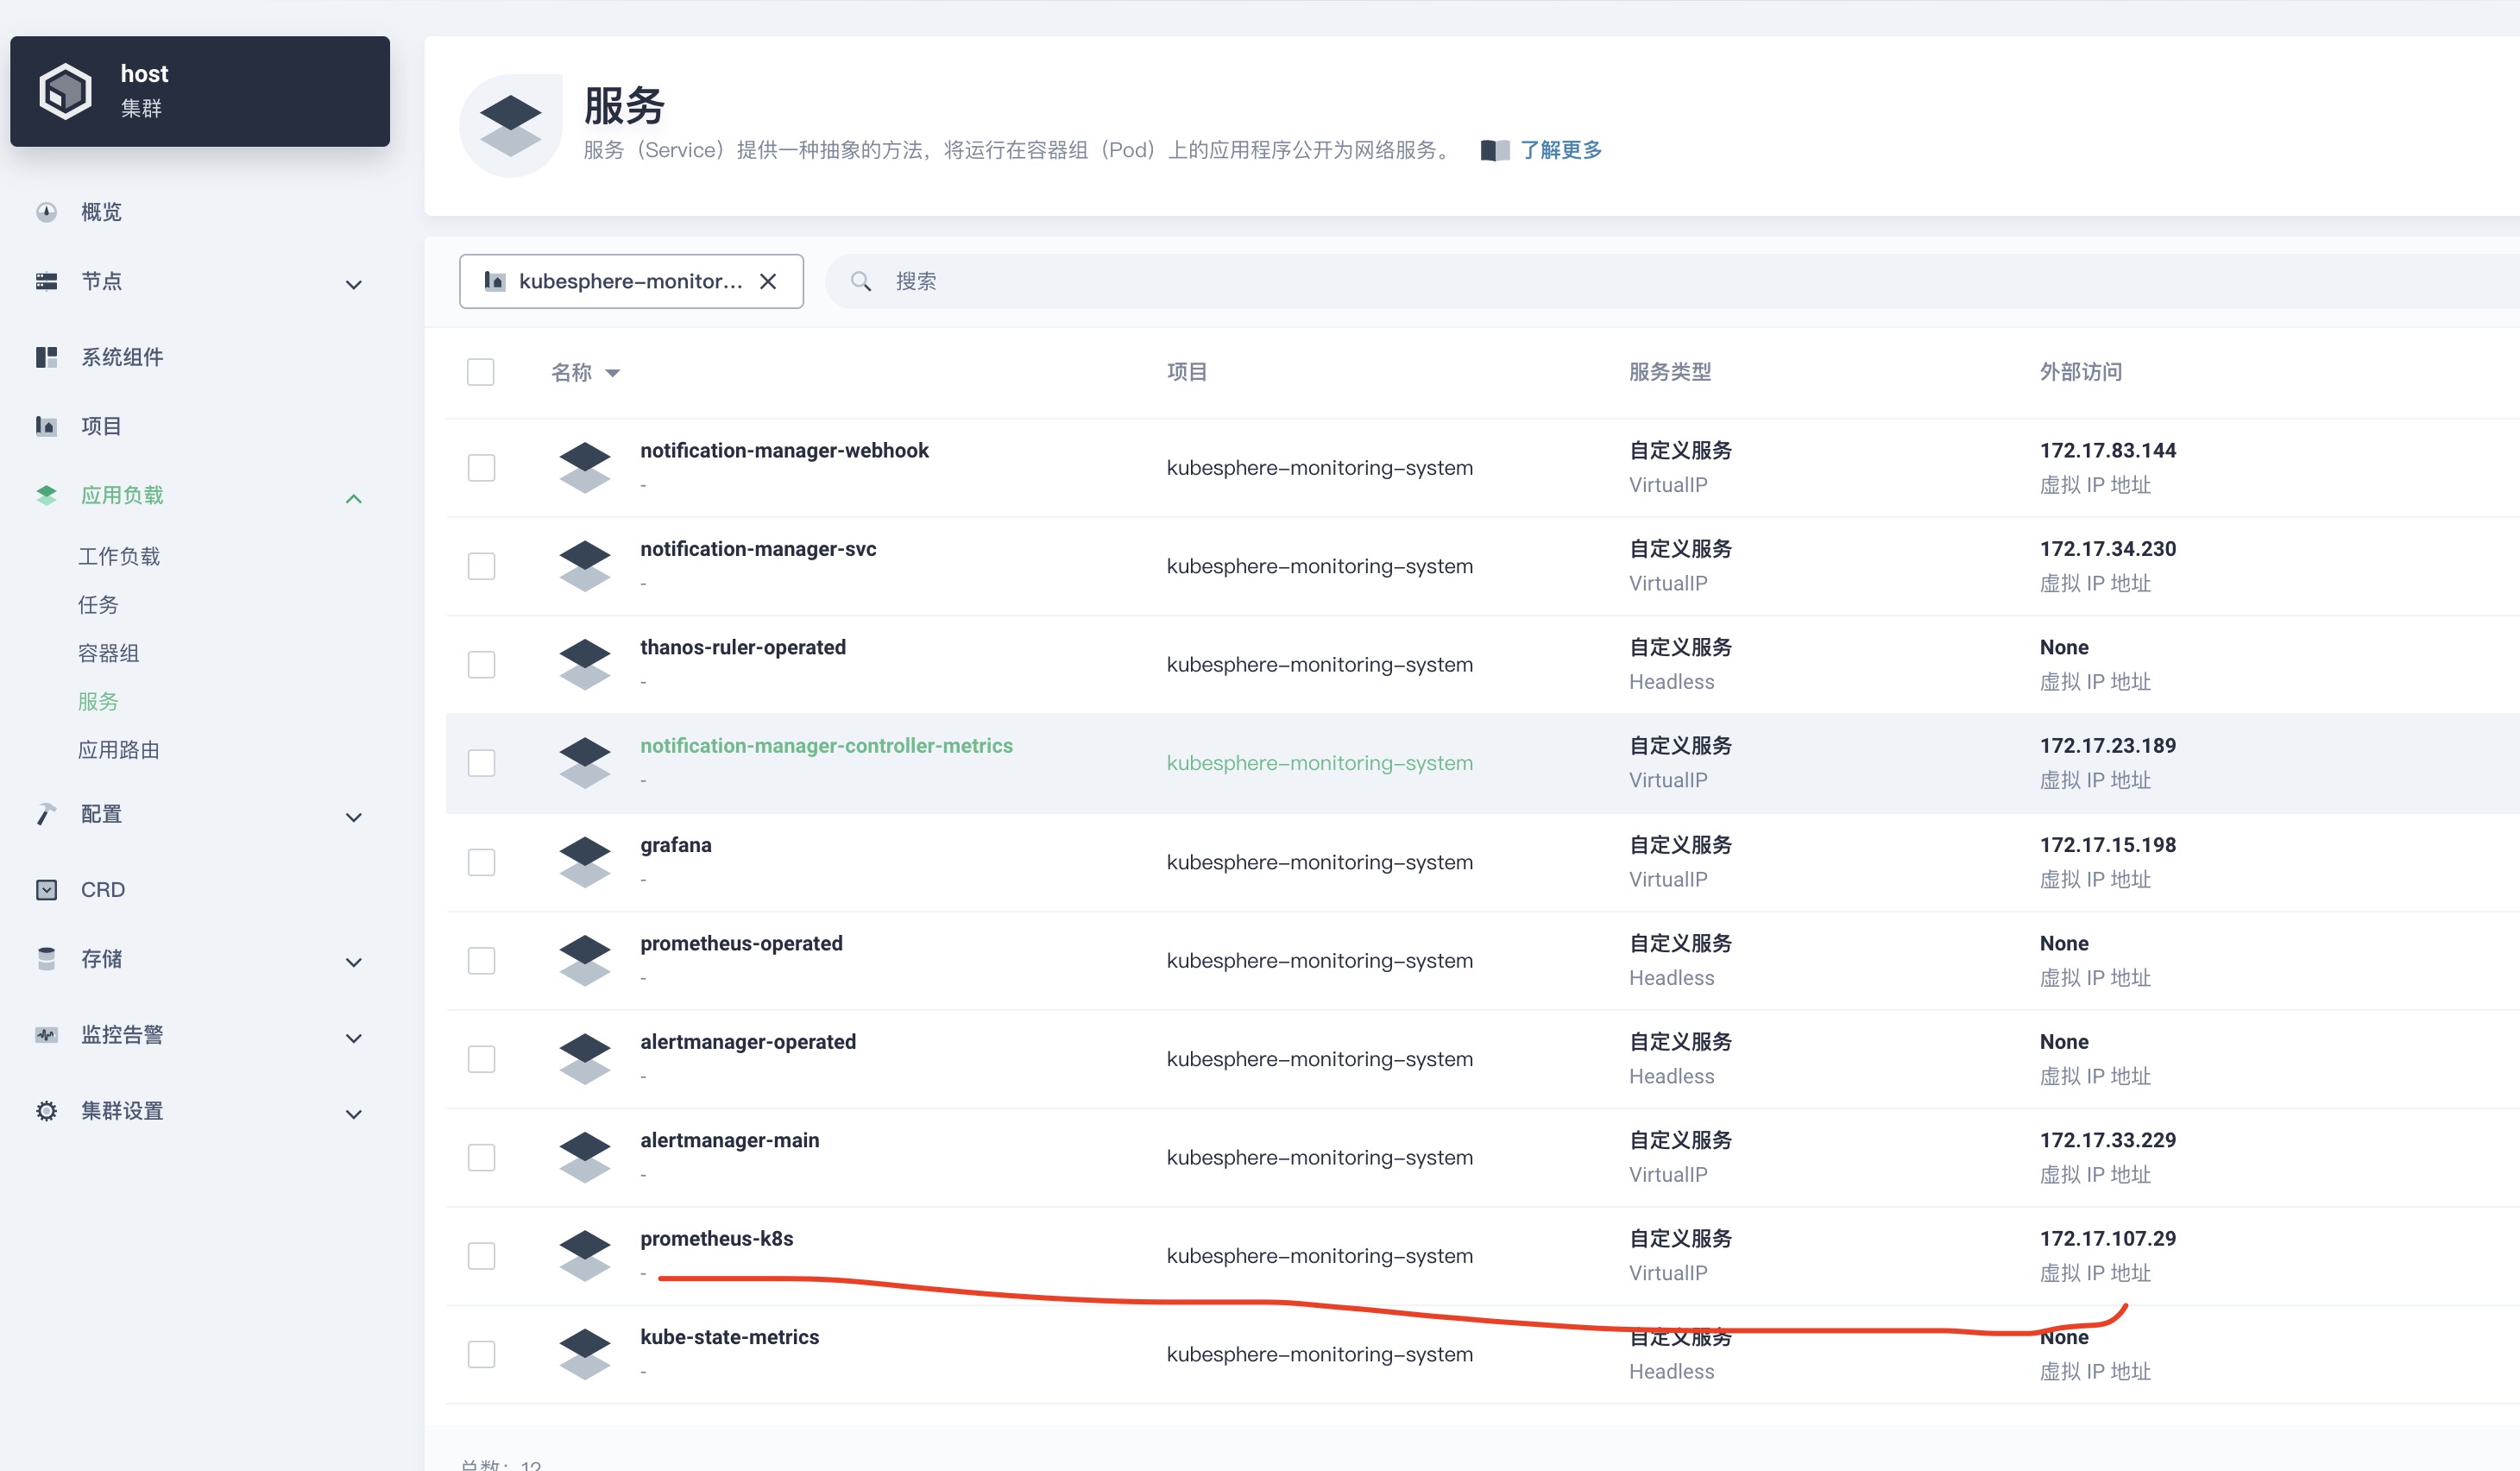 host
集群
概览
节点
系统组件
项目
应用负载
工作负载
任务
容器组
服务
应用路由
配置
CRD
存储
监控告警
集群设置
服务
服务（Service）提供一种抽象的方法，将运行在容器组（Pod）上的应用程序公开为网络服务。 了解更多
kubesphere-monitor... 搜索
名称 项目 服务类型 外部访问
notification-manager-webhook
-
kubesphere-monitoring-system
自定义服务
VirtualIP
172.17.83.144
虚拟 IP 地址
notification-manager-svc
-
kubesphere-monitoring-system
自定义服务
VirtualIP
172.17.34.230
虚拟 IP 地址
thanos-ruler-operated
-
kubesphere-monitoring-system
自定义服务
Headless
None
虚拟 IP 地址
notification-manager-controller-metrics
-
kubesphere-monitoring-system
自定义服务
VirtualIP
172.17.23.189
虚拟 IP 地址
grafana
-
kubesphere-monitoring-system
自定义服务
VirtualIP
172.17.15.198
虚拟 IP 地址
prometheus-operated
-
kubesphere-monitoring-system
自定义服务
Headless
None
虚拟 IP 地址
alertmanager-operated
-
kubesphere-monitoring-system
自定义服务
Headless
None
虚拟 IP 地址
alertmanager-main
-
kubesphere-monitoring-system
自定义服务
VirtualIP
172.17.33.229
虚拟 IP 地址
prometheus-k8s
-
kubesphere-monitoring-system
自定义服务
VirtualIP
172.17.107.29
虚拟 IP 地址
kube-state-metrics
-
kubesphere-monitoring-system
自定义服务
Headless
None
虚拟 IP 地址
总数：12